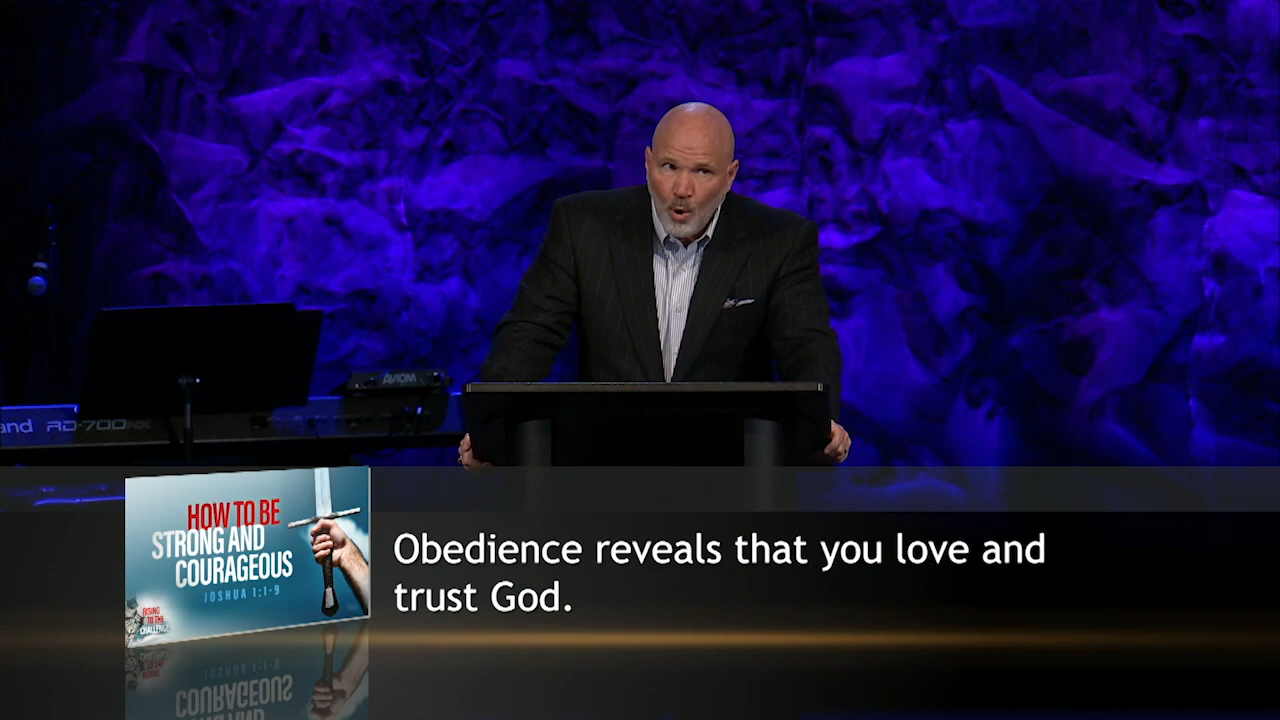 AVIOM
and RD-700NX
HOW TO BE
STRONG AND
COURAGEOUS
JOSHUA 1:1-9
RISING
TO THE
CHALLENGE
Obedience reveals that you love and
trust God.